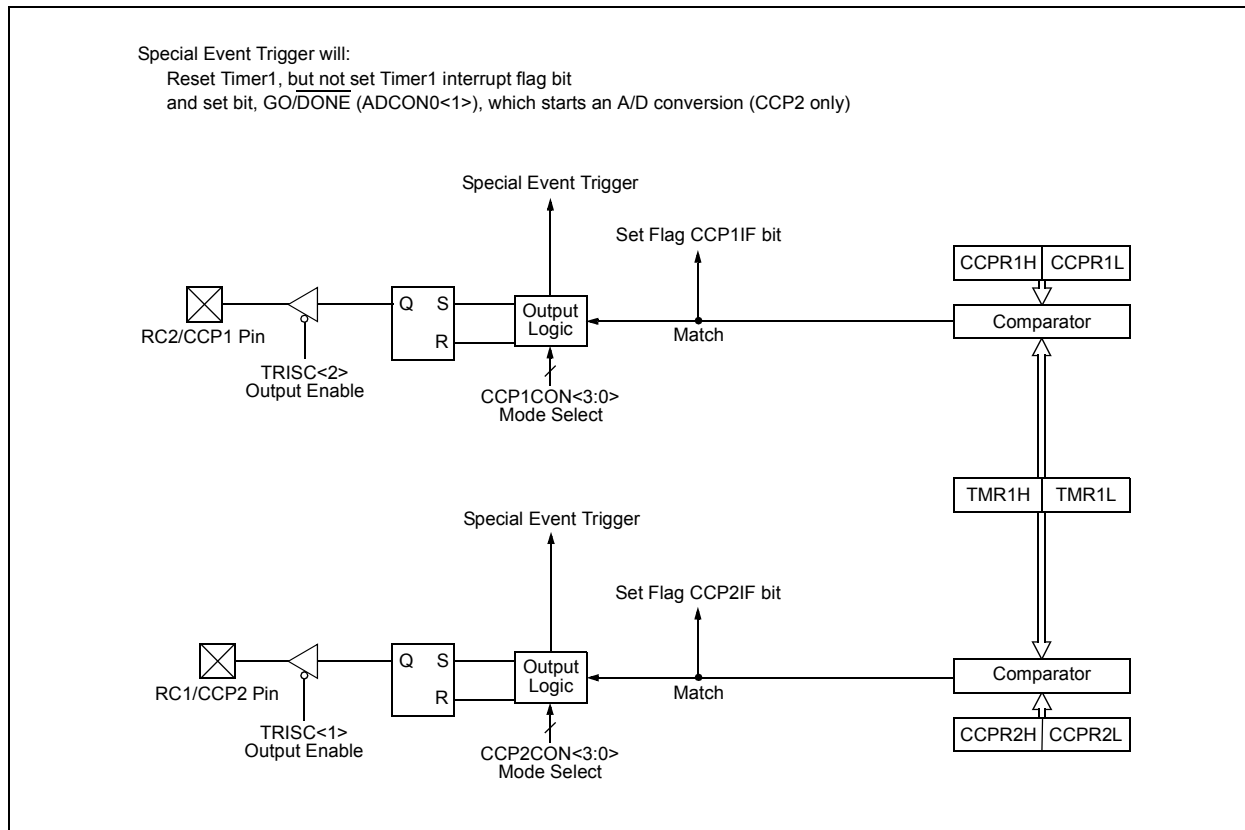 Special Event Trigger will:
Reset Timer1, but not set Timer1 interrupt flag bit
and set bit, GO/DONE (ADCON0<1>), which starts an A/D conversion (CCP2 only)
Special Event Trigger
Set Flag CCP1IF bit
CCPR1H CCPR1L
Q S
R
Output
Logic
Comparator
RC2/CCP1 Pin
Match
TRISC<2>
Output Enable
CCP1CON<3:0>
Mode Select
TMR1H TMR1L
Special Event Trigger
Set Flag CCP2IF bit
Q S
R
Output
Logic
Comparator
RC1/CCP2 Pin
Match
TRISC<1>
Output Enable
CCP2CON<3:0>
Mode Select
CCPR2H CCPR2L